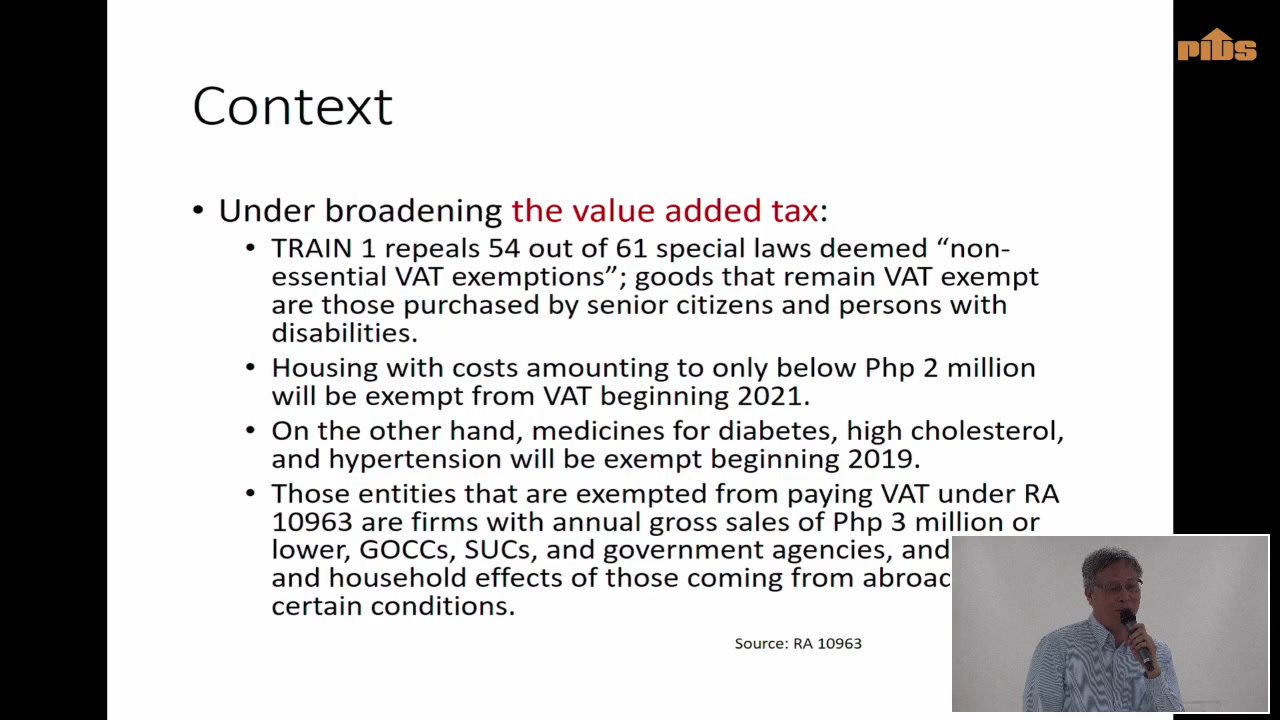 PIDS
Context
• Under broadening the value added tax:
• TRAIN 1 repeals 54 out of 61 special laws deemed “non-
essential VAT exemptions”; goods that remain VAT exempt
are those purchased by senior citizens and persons with
disabilities.
• Housing with costs amounting to only below Php 2 million
will be exempt from VAT beginning 2021.
• On the other hand, medicines for diabetes, high cholesterol,
and hypertension will be exempt beginning 2019.
• Those entities that are exempted from paying VAT under RA
10963 are firms with annual gross sales of Php 3 million or
lower, GOCCs, SUCs, and government agencies, and
and household effects of those coming from abroad
certain conditions.
Source: RA 10963